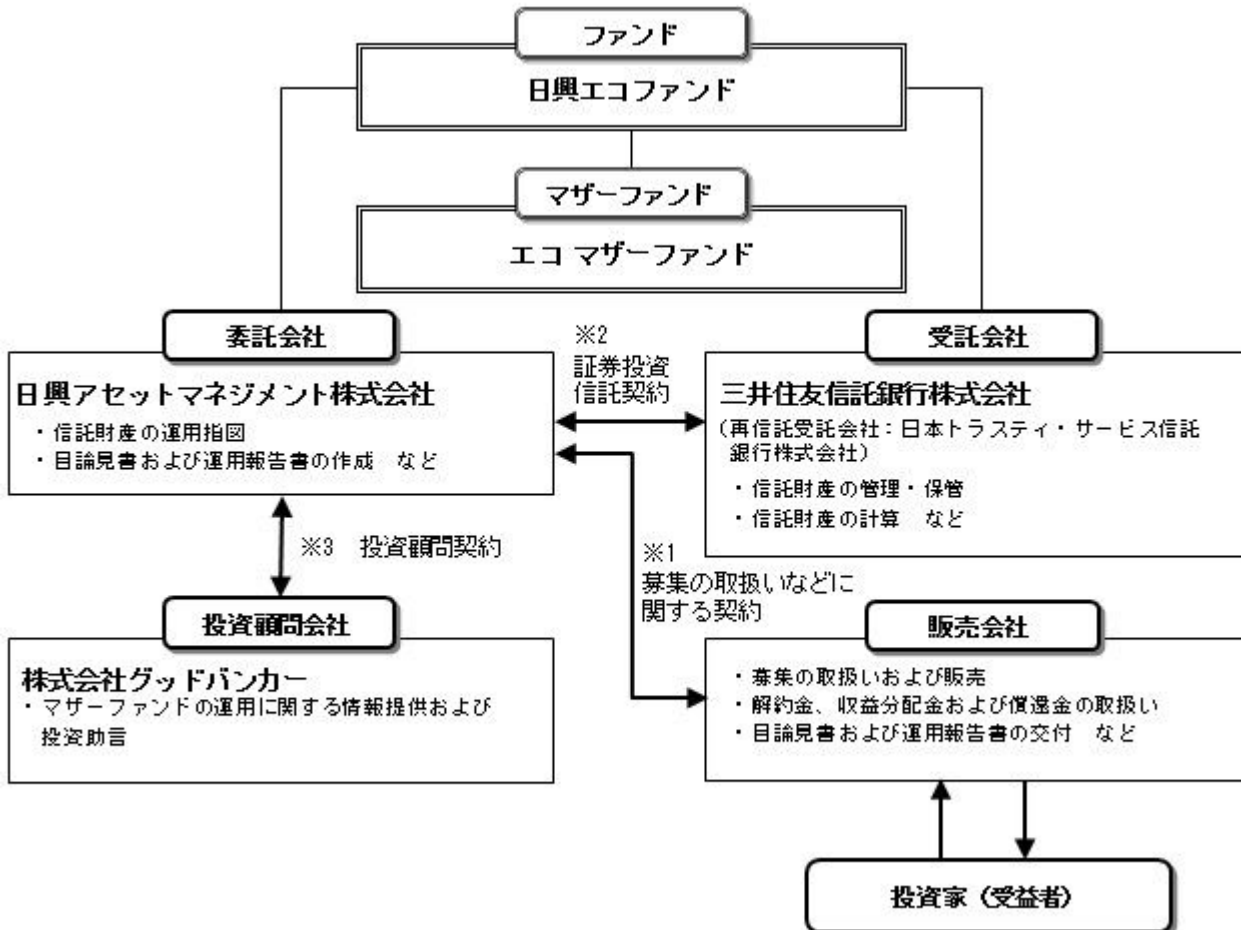 ファンド
日興エコファンド
マザーファンド
エコ マザーファンド
委託会社
日興アセットマネジメント株式会社
・信託財産の運用指図
・目論見書および運用報告書の作成 など
※2
証券投資
信託契約
受託会社
三井住友信託銀行株式会社
(再信託受託会社:日本トラスティ・サービス信託
銀行株式会社)
・信託財産の管理・保管
・信託財産の計算 など
※3 投資顧問契約
※1
募集の取扱いなどに
関する契約
投資顧問会社
株式会社グッドバンカー
・マザーファンドの運用に関する情報提供および
投資助言
販売会社
・募集の取扱いおよび販売
・解約金、収益分配金および償還金の取扱い
・目論見書および運用報告書の交付 など
投資家(受益者)